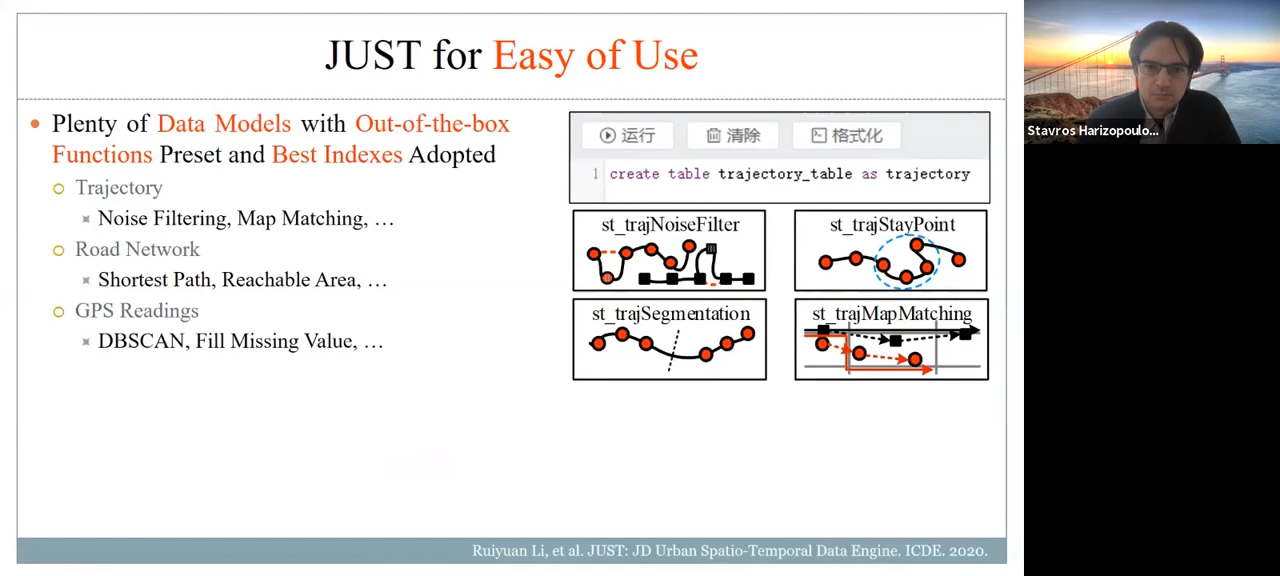 JUST for Easy of Use
Plenty of Data Models with Out-of-the-box
Functions Preset and Best Indexes Adopted
Trajectory
Noise Filtering, Map Matching, …
Road Network
Shortest Path, Reachable Area, …
GPS Readings
DBSCAN, Fill Missing Value, …
运行 清除 格式化
1 create table trajectory_table as trajectory
st_trajNoiseFilter
st_trajStayPoint
st_trajSegmentation
st_trajMapMatching
Ruiyuan Li, et al. JUST: JD Urban Spatio-Temporal Data Engine. ICDE. 2020.
Stavros Harizopoulo...